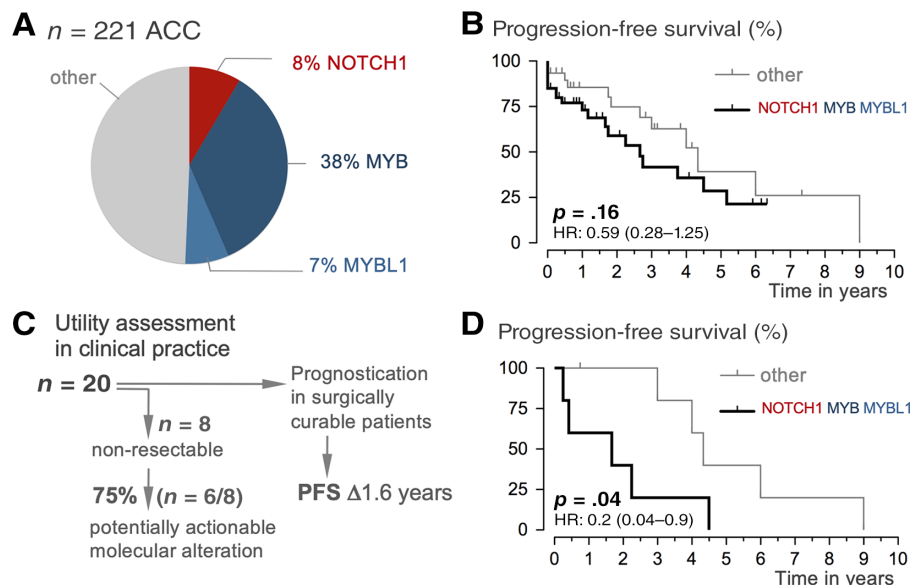 A
n = 221 ACC
other
8% NOTCH1
38% MYB
7% MYBL1
B
Progression-free survival (%)
100
75
50
25
0
other
NOTCH1 MYB MYBL1
p = .16
HR: 0.59 (0.28–1.25)
0 1 2 3 4 5 6 7 8 9 10
Time in years
C
Utility assessment
in clinical practice
n = 20
n = 8
non-resectable
75% (n = 6/8)
potentially actionable
molecular alteration
Prognostication
in surgically
curable patients
PFS Δ1.6 years
D
Progression-free survival (%)
100
75
50
25
0
other
NOTCH1 MYB MYBL1
p = .04
HR: 0.2 (0.04–0.9)
0 1 2 3 4 5 6 7 8 9 10
Time in years